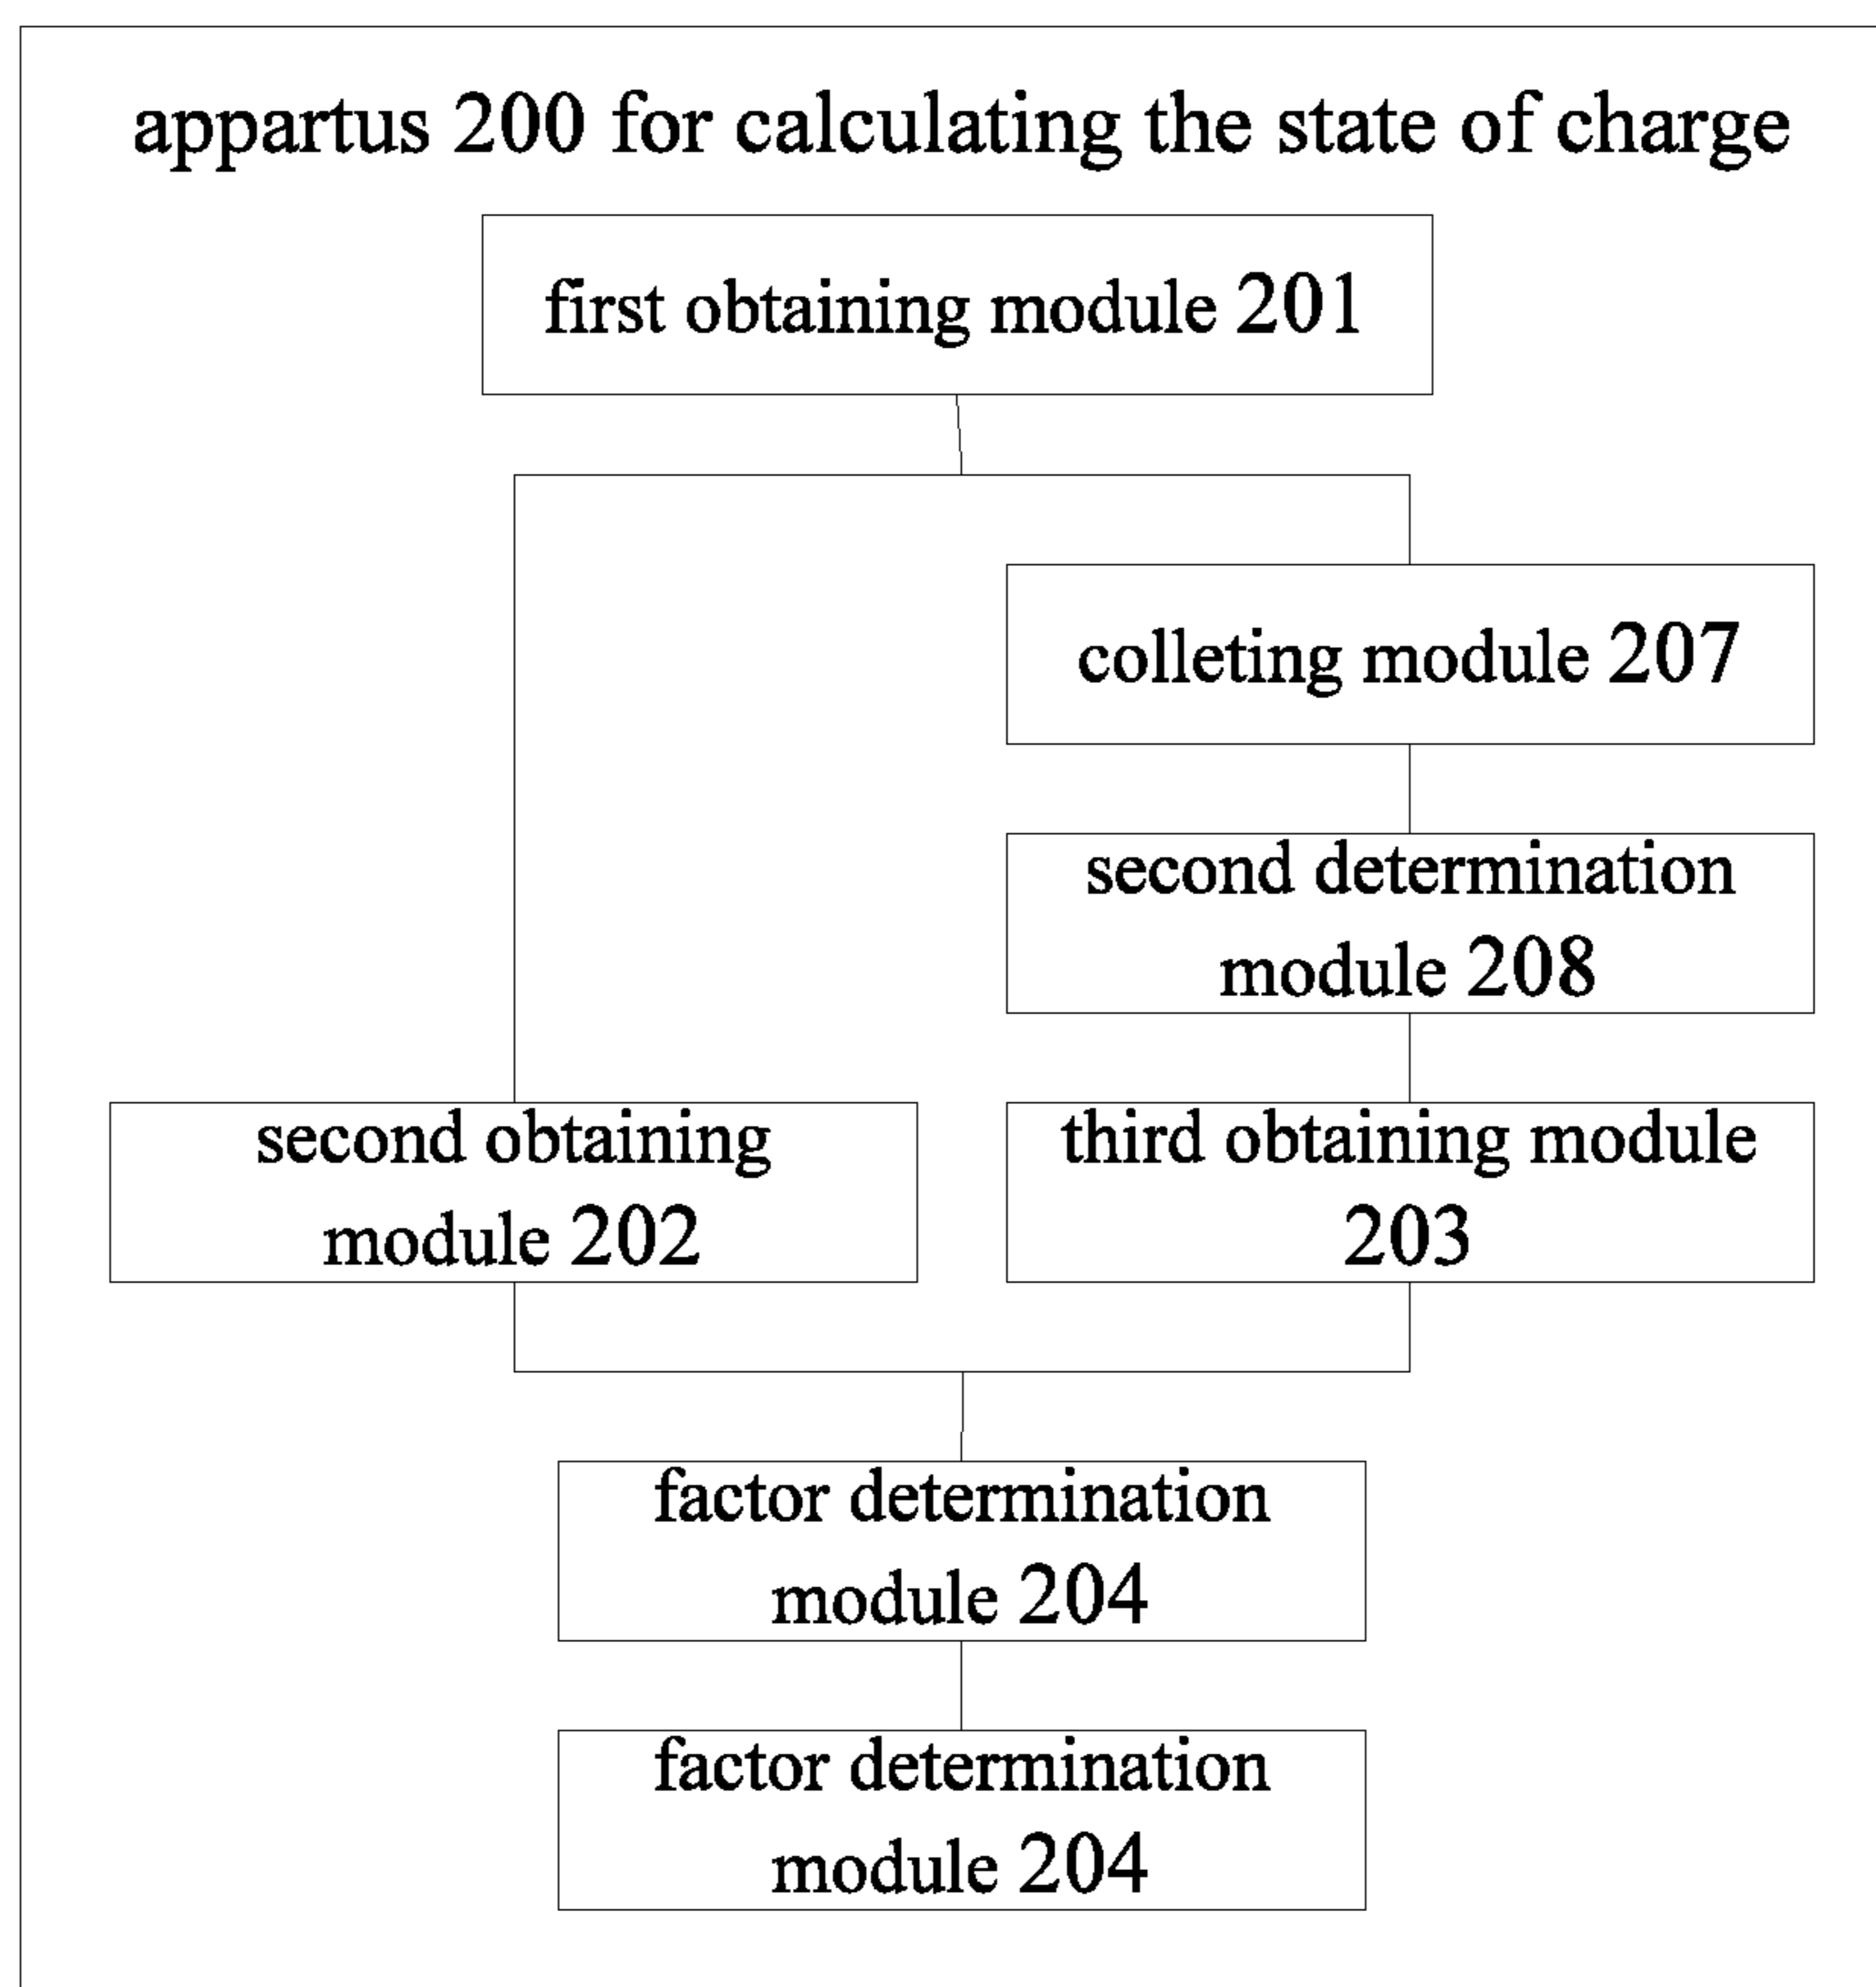 appartus 200 for calculating the state of charge
first obtaining module 201
colleting module 207
second determination
module 208
second obtaining
module 202
third obtaining module
203
factor determination
module 204
factor determination
module 204